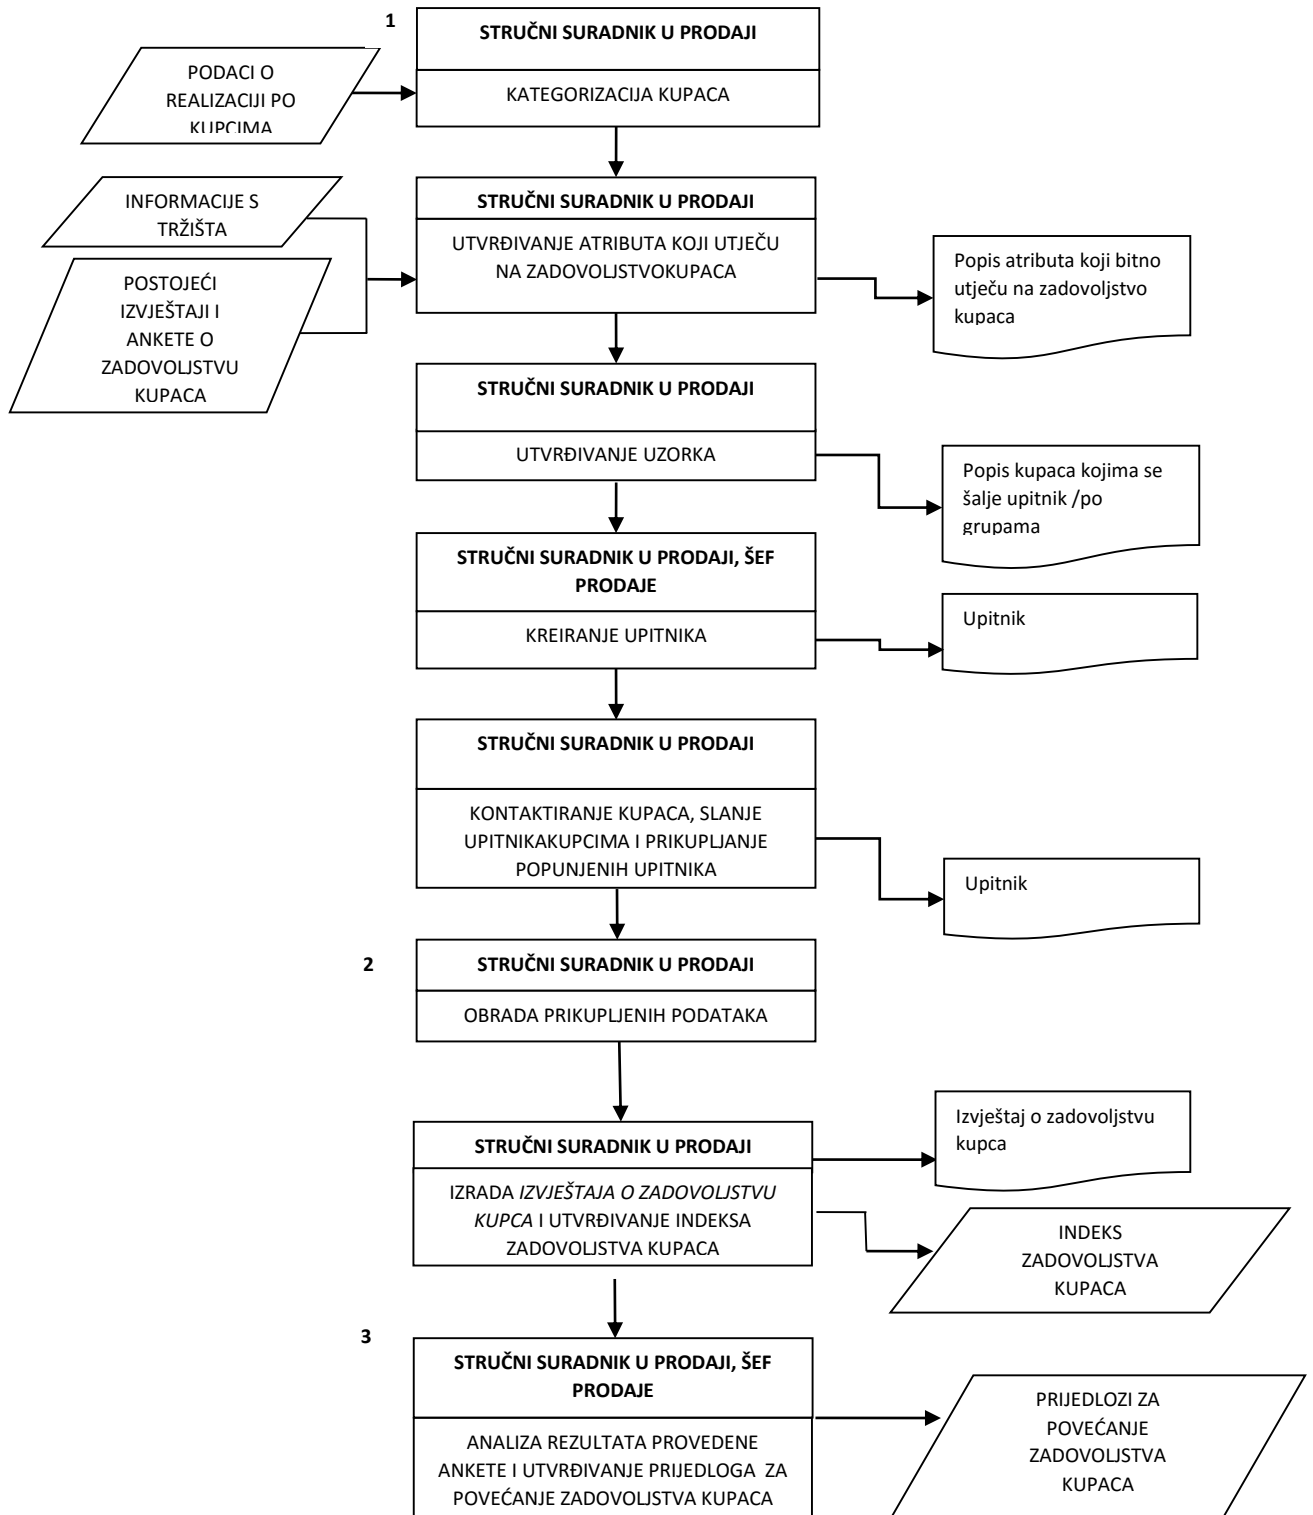 1
STRUČNI SURADNIK U PRODAJI
PODACI O
REALIZACIJI PO
KUPCIMA
KATEGORIZACIJA KUPACA
INFORMACIJE S
TRŽIŠTA
STRUČNI SURADNIK U PRODAJI
UTVRĐIVANJE ATRIBUTA KOJI UTJEČU
NA ZADOVOLJSTVOKUPACA
Popis atributa koji bitno
utječu na zadovoljstvo
kupaca
POSTOJEĆI
IZVJEŠTAJI I
ANKETE O
ZADOVOLJSTVU
KUPACA
STRUČNI SURADNIK U PRODAJI
UTVRĐIVANJE UZORKA
Popis kupaca kojima se
šalje upitnik /po
grupama
STRUČNI SURADNIK U PRODAJI, ŠEF
PRODAJE
KREIRANJE UPITNIKA
Upitnik
STRUČNI SURADNIK U PRODAJI
KONTAKTIRANJE KUPACA, SLANJE
UPITNIKAKUPCIMA I PRIKUPLJANJE
POPUNJENIH UPITNIKA
Upitnik
2
STRUČNI SURADNIK U PRODAJI
OBRADA PRIKUPLJENIH PODATAKA
STRUČNI SURADNIK U PRODAJI
IZRADA IZVJEŠTAJA O ZADOVOLJSTVU
KUPCA I UTVRĐIVANJE INDEKSA
ZADOVOLJSTVA KUPACA
Izvještaj o zadovoljstvu
kupca
INDEKS
ZADOVOLJSTVA
KUPACA
3
STRUČNI SURADNIK U PRODAJI, ŠEF
PRODAJE
ANALIZA REZULTATA PROVEDENE
ANKETE I UTVRĐIVANJE PRIJEDLOGA ZA
POVEĆANJE ZADOVOLJSTVA KUPACA
PRIJEDLOZI ZA
POVEĆANJE
ZADOVOLJSTVA
KUPACA